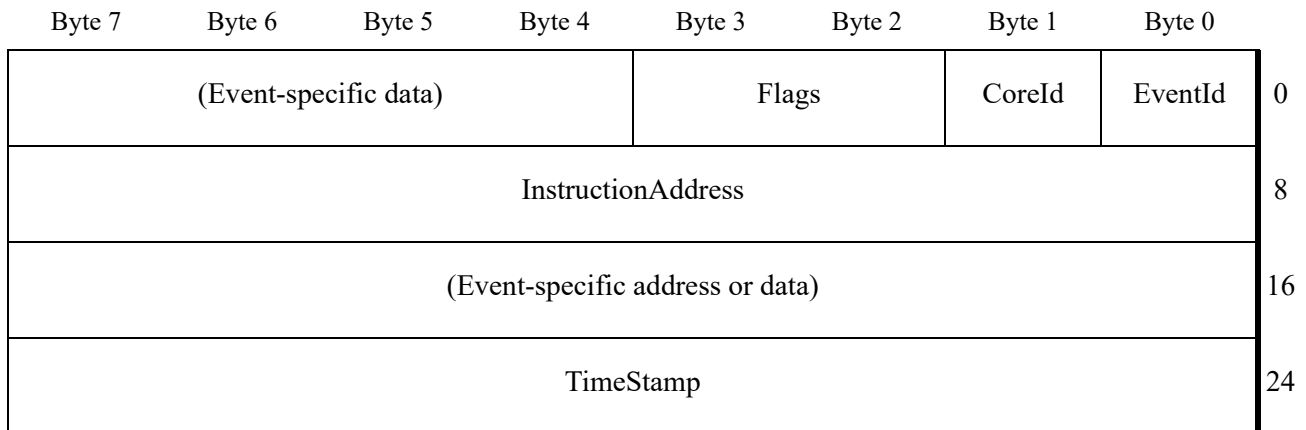 Byte 7 Byte 6 Byte 5 Byte 4 Byte 3 Byte 2 Byte 1 Byte 0
(Event-specific data) Flags CoreId EventId 0
InstructionAddress 8
(Event-specific address or data) 16
TimeStamp 24